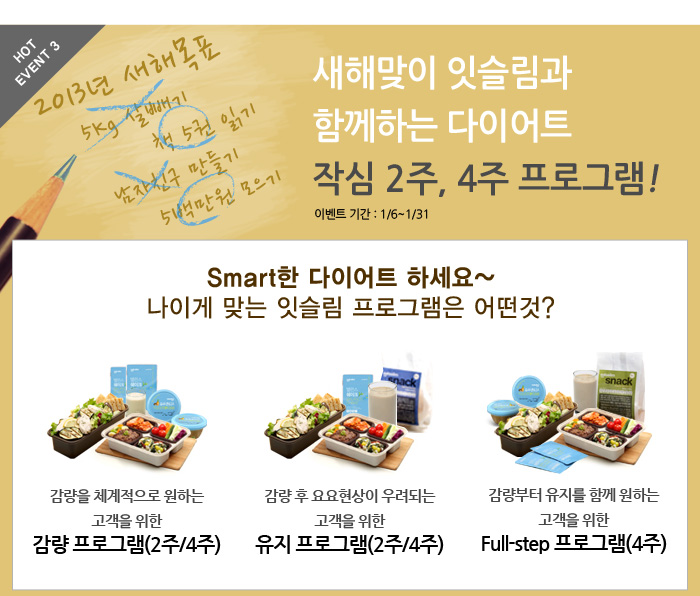 HOT
EVENT 3
2013년 새해목표
5kg 살빼기
책 5권 읽기
남자친구 만들기
5백만원 모으기
새해맞이 잇슬림과
함께하는 다이어트
작심 2주, 4주 프로그램!
이벤트 기간 : 1/6~1/31
Smart한 다이어트 하세요~
나이게 맞는 잇슬림 프로그램은 어떤것?
snack
snack
감량을 체계적으로 원하는
고객을 위한
감량 프로그램(2주/4주)
감량 후 요요현상이 우려되는
고객을 위한
유지 프로그램(2주/4주)
감량부터 유지를 함께 원하는
고객을 위한
Full-step 프로그램(4주)